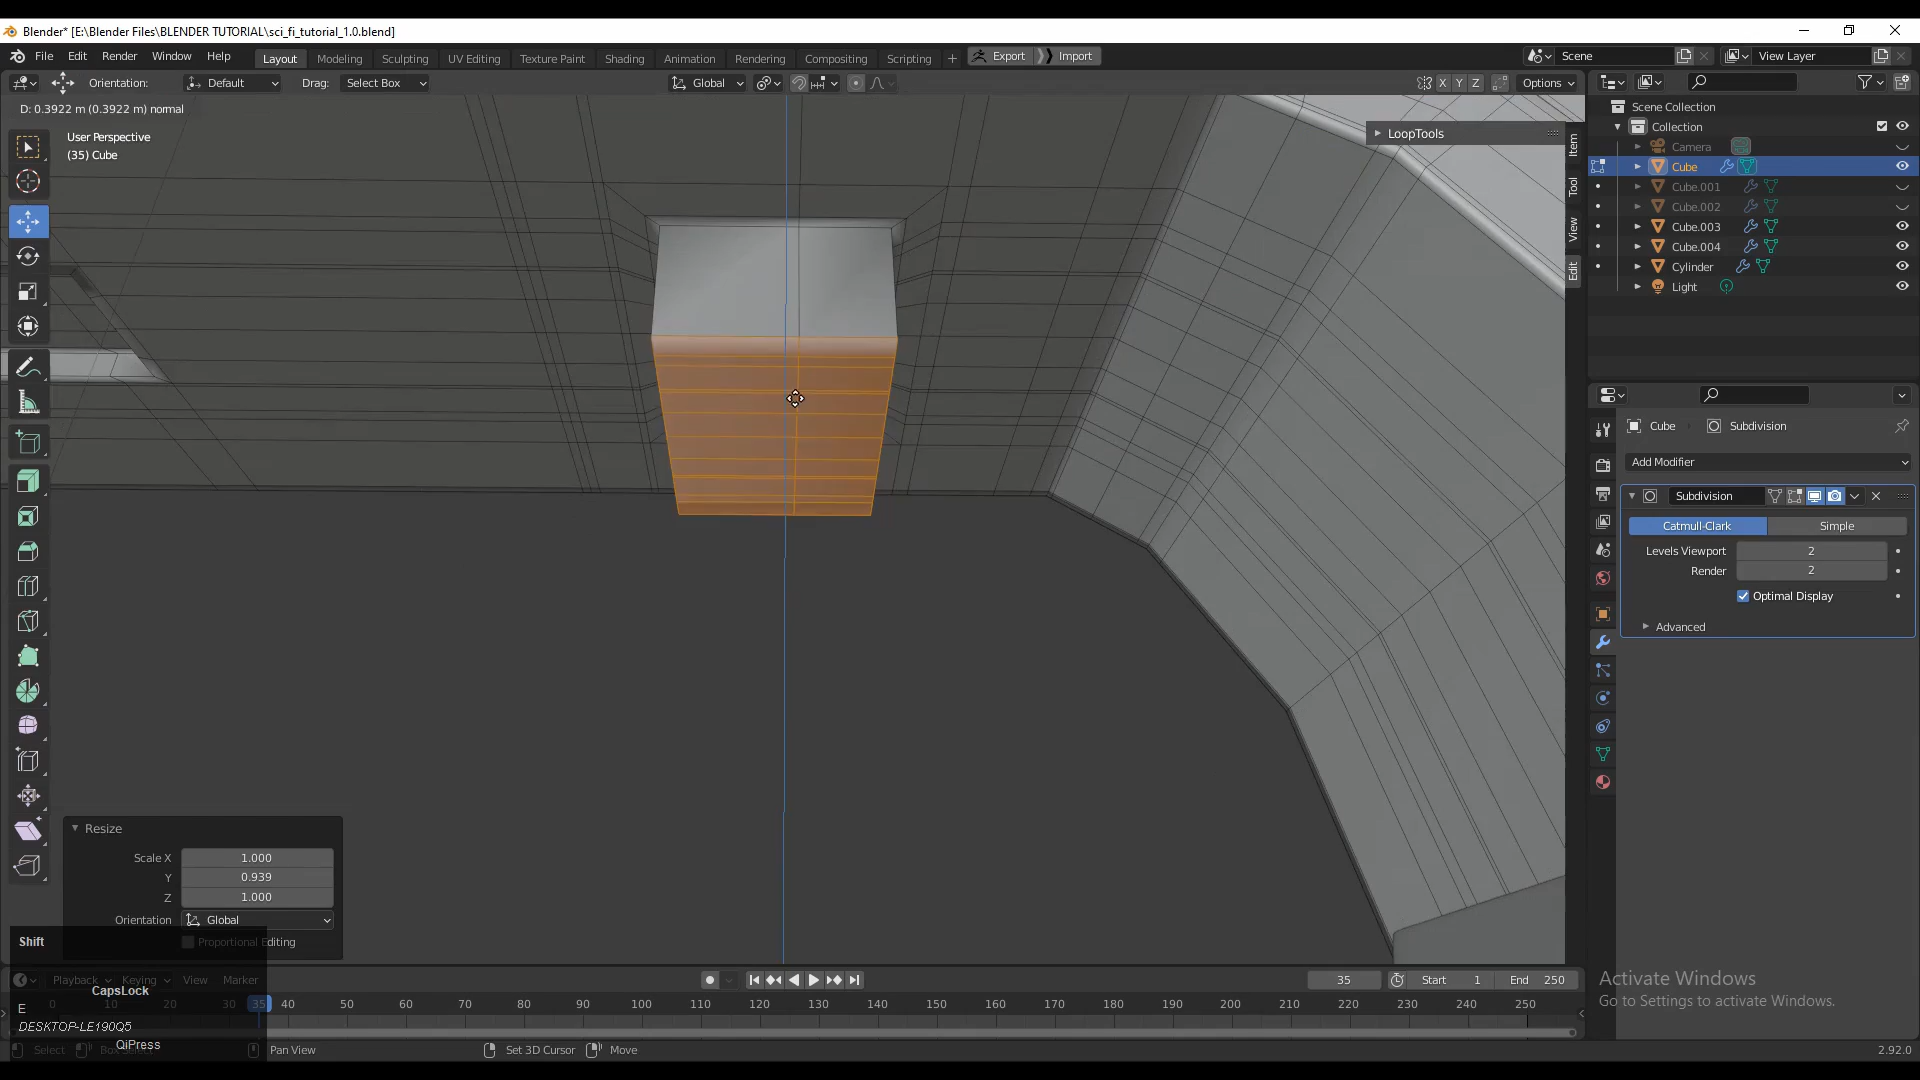 Blender* [E:\Blender Files\BLENDER TUTORIAL\sci_fi_tutorial_1.0.blend]
File Edit Render Window Help Layout Modeling Sculpting UV Editing Texture Paint Shading Animation Rendering Compositing Scripting + Export Import Scene View Layer
Orientation: Default Drag: Select Box Global X Y Z Options
D: 0.3922 m (0.3922 m) normal
User Perspective
(35) Cube
LoopTools
Item
Tool
View
Edit
Scene Collection
Collection
Camera
Cube
Cube.001
Cube.002
Cube.003
Cube.004
Cylinder
Light
Cube Subdivision
Add Modifier
Subdivision
Catmull-Clark Simple
Levels Viewport 2
Render 2
Optimal Display
Advanced
Resize
Scale X 1.000
Y 0.939
Z 1.000
Orientation Global
Proportional Editing
Shift
CapsLock
E
DESKTOP-LE190Q5
QiPress
Playback Keying View Marker 35 Start 1 End 250
0 10 20 30 35 40 50 60 70 80 90 100 110 120 130 140 150 160 170 180 190 200 210 220 230 240 250
Select Box Select Pan View Set 3D Cursor Move 2.92.0
Activate Windows
Go to Settings to activate Windows.